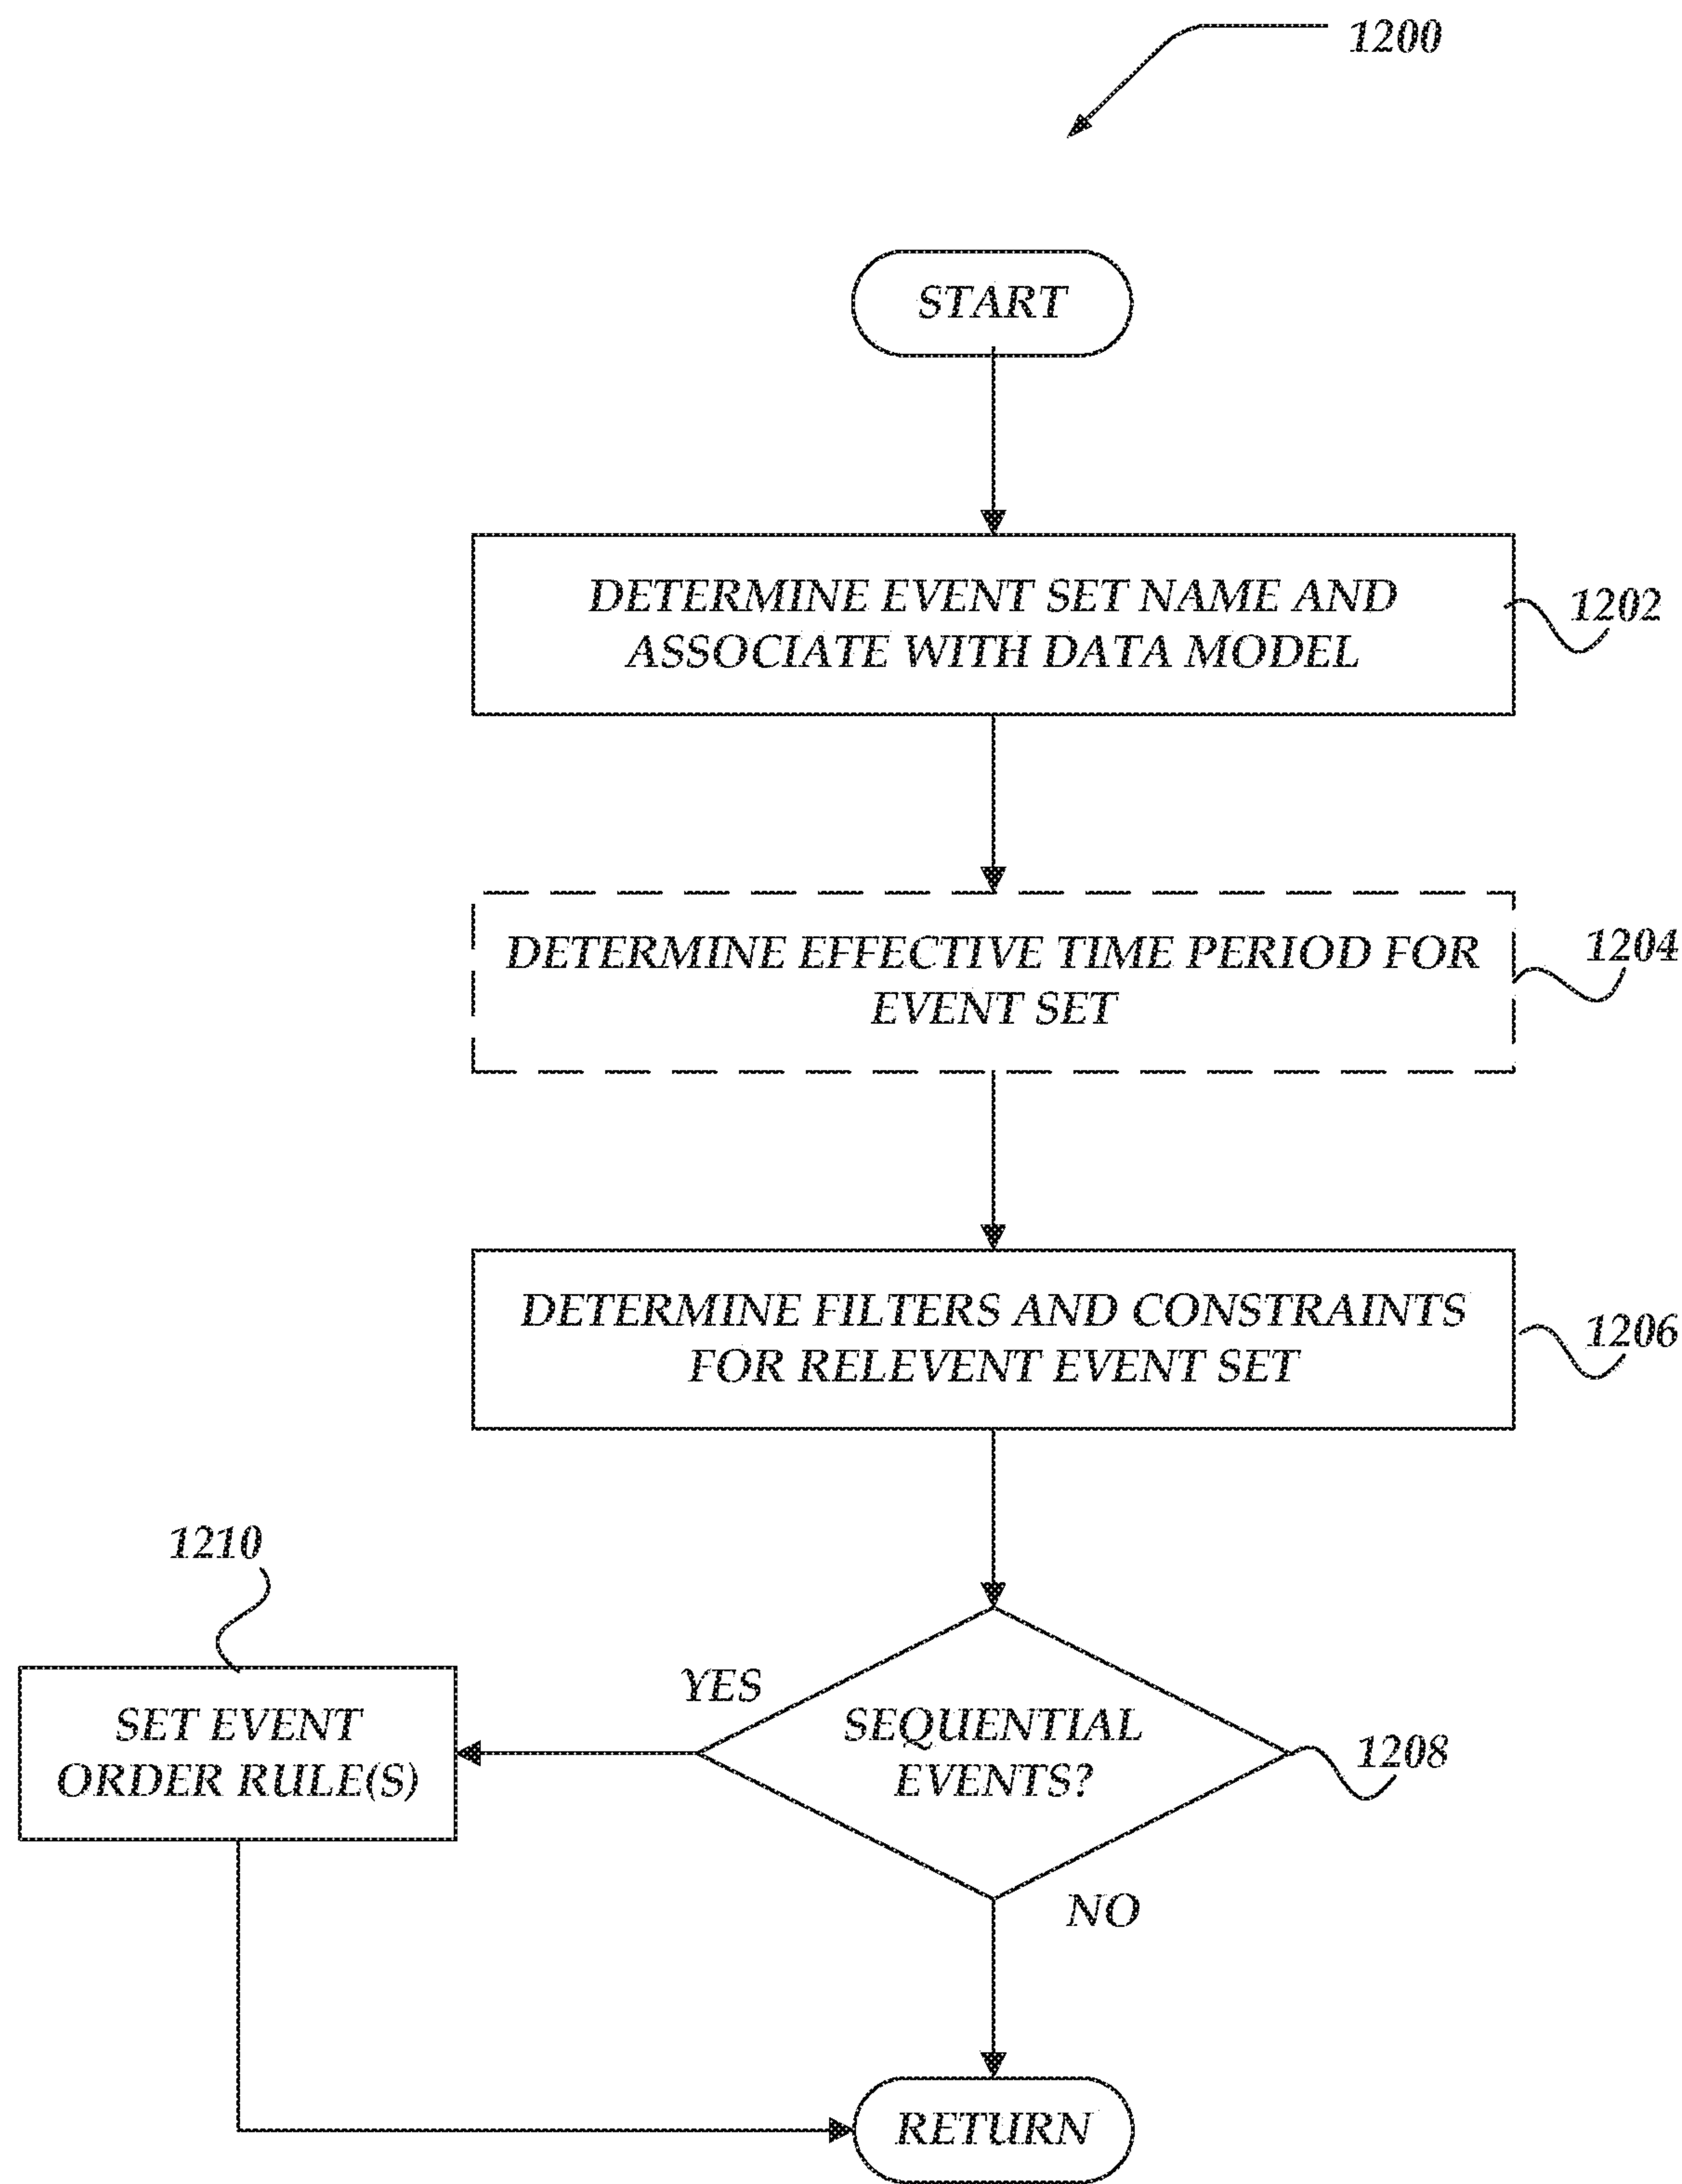 1200
START
DETERMINE EVENT SET NAME AND
ASSOCIATE WITH DATA MODEL
1202
DETERMINE EFFECTIVE TIME PERIOD FOR
EVENT SET
1204
DETERMINE FILTERS AND CONSTRAINTS
FOR RELEVENT EVENT SET
1206
1210
YES
SET EVENT
ORDER RULE(S)
SEQUENTIAL
EVENTS?
1208
NO
RETURN